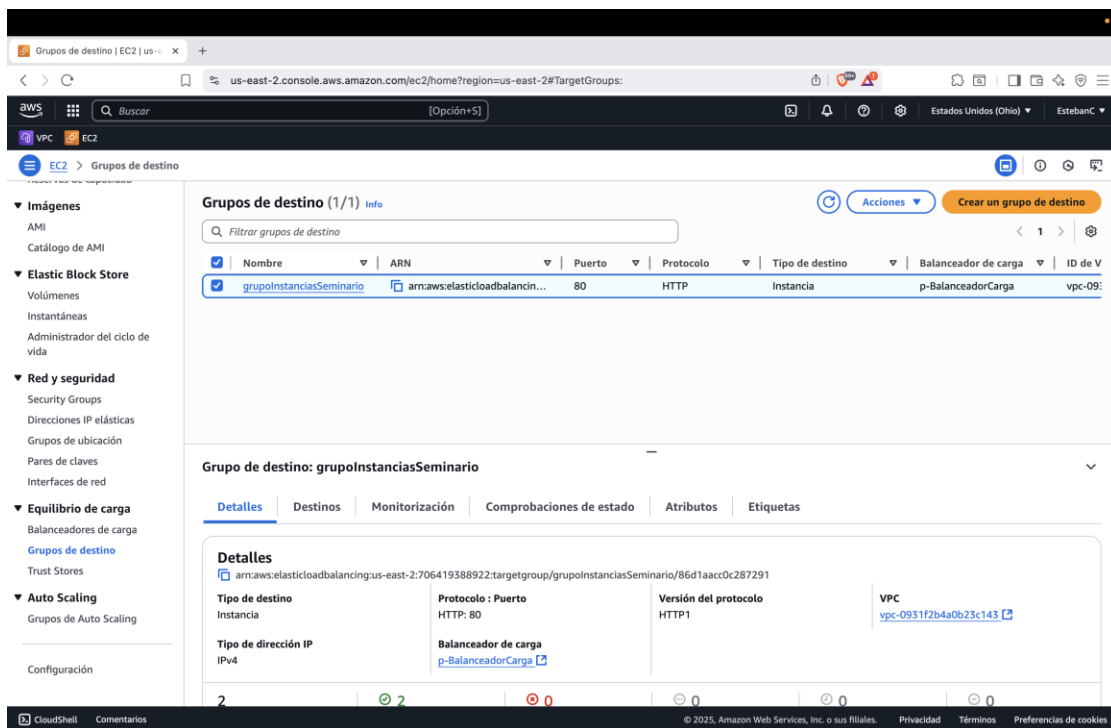 Grupos de destino | EC2 | us-e
us-east-2.console.aws.amazon.com/ec2/home?region=us-east-2#TargetGroups:
aws
Buscar
[Opción+S]
Estados Unidos (Ohio)
EstebanC
VPC
EC2
EC2 > Grupos de destino
Reservas de capacidad
Imágenes
AMI
Catálogo de AMI
Elastic Block Store
Volúmenes
Instantáneas
Administrador del ciclo de
vida
Red y seguridad
Security Groups
Direcciones IP elásticas
Grupos de ubicación
Pares de claves
Interfaces de red
Equilibrio de carga
Balanceadores de carga
Grupos de destino
Trust Stores
Auto Scaling
Grupos de Auto Scaling
Configuración
Grupos de destino (1/1) Info
Acciones
Crear un grupo de destino
Filtrar grupos de destino
1
Nombre ARN Puerto Protocolo Tipo de destino Balanceador de carga ID de V
grupoInstanciasSeminario arn:aws:elasticloadbalancin... 80 HTTP Instancia p-BalanceadorCarga vpc-093
Grupo de destino: grupoInstanciasSeminario
Detalles Destinos Monitorización Comprobaciones de estado Atributos Etiquetas
Detalles
arn:aws:elasticloadbalancing:us-east-2:706419388922:targetgroup/grupoInstanciasSeminario/86d1aacc0c287291
Tipo de destino Protocolo : Puerto Versión del protocolo VPC
Instancia HTTP: 80 HTTP1 vpc-0931f2b4a0b23c143
Tipo de dirección IP Balanceador de carga
IPv4 p-BalanceadorCarga
2 2 0 0 0 0
CloudShell Comentarios © 2025, Amazon Web Services, Inc. o sus filiales. Privacidad Términos Preferencias de cookies